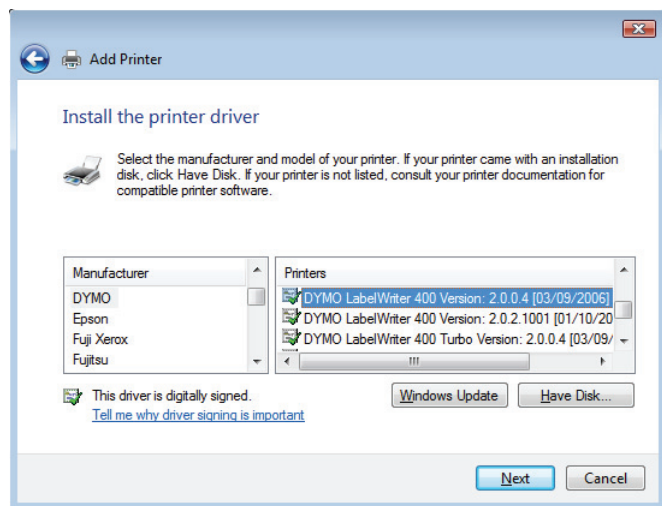 Add Printer
Install the printer driver
Select the manufacturer and model of your printer. If your printer came with an installation
disk, click Have Disk. If your printer is not listed, consult your printer documentation for
compatible printer software.
Manufacturer
DYMO
Epson
Fuji Xerox
Fujitsu
Printers
DYMO LabelWriter 400 Version: 2.0.0.4 [03/09/2006]
DYMO LabelWriter 400 Version: 2.0.2.1001 [01/10/20
DYMO LabelWriter 400 Turbo Version: 2.0.0.4 [03/09/
This driver is digitally signed.
Tell me why driver signing is important
Windows Update
Have Disk...
Next
Cancel